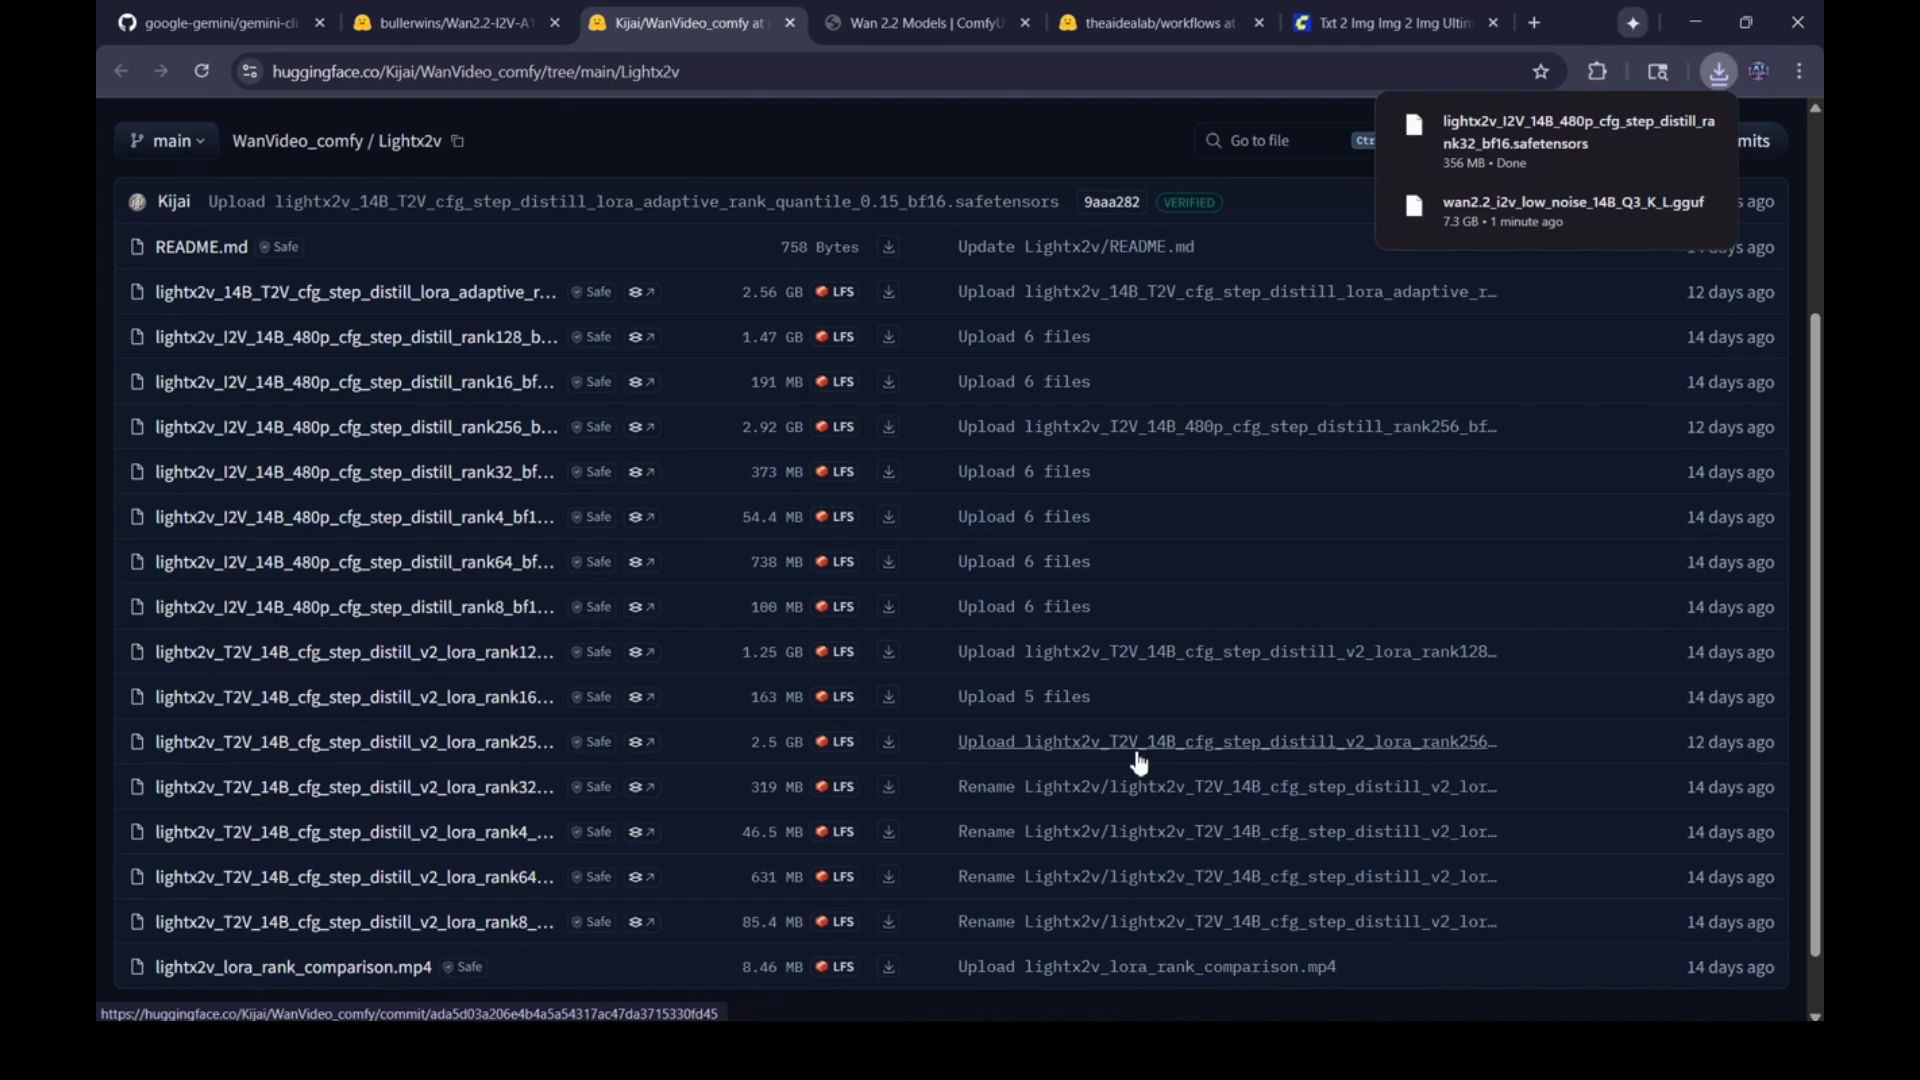 google-gemini/gemini-cli
bullerwins/Wan2.2-I2V-A1
Kijai/WanVideo_comfy at
Wan 2.2 Models | ComfyU
theaidealab/workflows at
Txt 2 Img Img 2 Img Ultim
huggingface.co/Kijai/WanVideo_comfy/tree/main/Lightx2v
lightx2v_I2V_14B_480p_cfg_step_distill_ra
nk32_bf16.safetensors
356 MB • Done
wan2.2_i2v_low_noise_14B_Q3_K_L.gguf
7.3 GB • 1 minute ago
main WanVideo_comfy / Lightx2v Go to file Ctr mits
Kijai Upload lightx2v_14B_T2V_cfg_step_distill_lora_adaptive_rank_quantile_0.15_bf16.safetensors 9aaa282 VERIFIED s ago
README.md Safe 758 Bytes Update Lightx2v/README.md s ago
lightx2v_14B_T2V_cfg_step_distill_lora_adaptive_r... Safe 2.56 GB LFS Upload lightx2v_14B_T2V_cfg_step_distill_lora_adaptive_r… 12 days ago
lightx2v_I2V_14B_480p_cfg_step_distill_rank128_b... Safe 1.47 GB LFS Upload 6 files 14 days ago
lightx2v_I2V_14B_480p_cfg_step_distill_rank16_bf... Safe 191 MB LFS Upload 6 files 14 days ago
lightx2v_I2V_14B_480p_cfg_step_distill_rank256_b... Safe 2.92 GB LFS Upload lightx2v_I2V_14B_480p_cfg_step_distill_rank256_bf… 12 days ago
lightx2v_I2V_14B_480p_cfg_step_distill_rank32_bf... Safe 373 MB LFS Upload 6 files 14 days ago
lightx2v_I2V_14B_480p_cfg_step_distill_rank4_bf1... Safe 54.4 MB LFS Upload 6 files 14 days ago
lightx2v_I2V_14B_480p_cfg_step_distill_rank64_bf... Safe 738 MB LFS Upload 6 files 14 days ago
lightx2v_I2V_14B_480p_cfg_step_distill_rank8_bf1... Safe 100 MB LFS Upload 6 files 14 days ago
lightx2v_T2V_14B_cfg_step_distill_v2_lora_rank12... Safe 1.25 GB LFS Upload lightx2v_T2V_14B_cfg_step_distill_v2_lora_rank128… 14 days ago
lightx2v_T2V_14B_cfg_step_distill_v2_lora_rank16... Safe 163 MB LFS Upload 5 files 14 days ago
lightx2v_T2V_14B_cfg_step_distill_v2_lora_rank25... Safe 2.5 GB LFS Upload lightx2v_T2V_14B_cfg_step_distill_v2_lora_rank256… 12 days ago
lightx2v_T2V_14B_cfg_step_distill_v2_lora_rank32... Safe 319 MB LFS Rename Lightx2v/lightx2v_T2V_14B_cfg_step_distill_v2_lor… 14 days ago
lightx2v_T2V_14B_cfg_step_distill_v2_lora_rank4_... Safe 46.5 MB LFS Rename Lightx2v/lightx2v_T2V_14B_cfg_step_distill_v2_lor… 14 days ago
lightx2v_T2V_14B_cfg_step_distill_v2_lora_rank64... Safe 631 MB LFS Rename Lightx2v/lightx2v_T2V_14B_cfg_step_distill_v2_lor… 14 days ago
lightx2v_T2V_14B_cfg_step_distill_v2_lora_rank8_... Safe 85.4 MB LFS Rename Lightx2v/lightx2v_T2V_14B_cfg_step_distill_v2_lor… 14 days ago
lightx2v_lora_rank_comparison.mp4 Safe 8.46 MB LFS Upload lightx2v_lora_rank_comparison.mp4 14 days ago
https://huggingface.co/Kijai/WanVideo_comfy/commit/ada5d03a206e4b4a5a54317ac47da3715330fd45